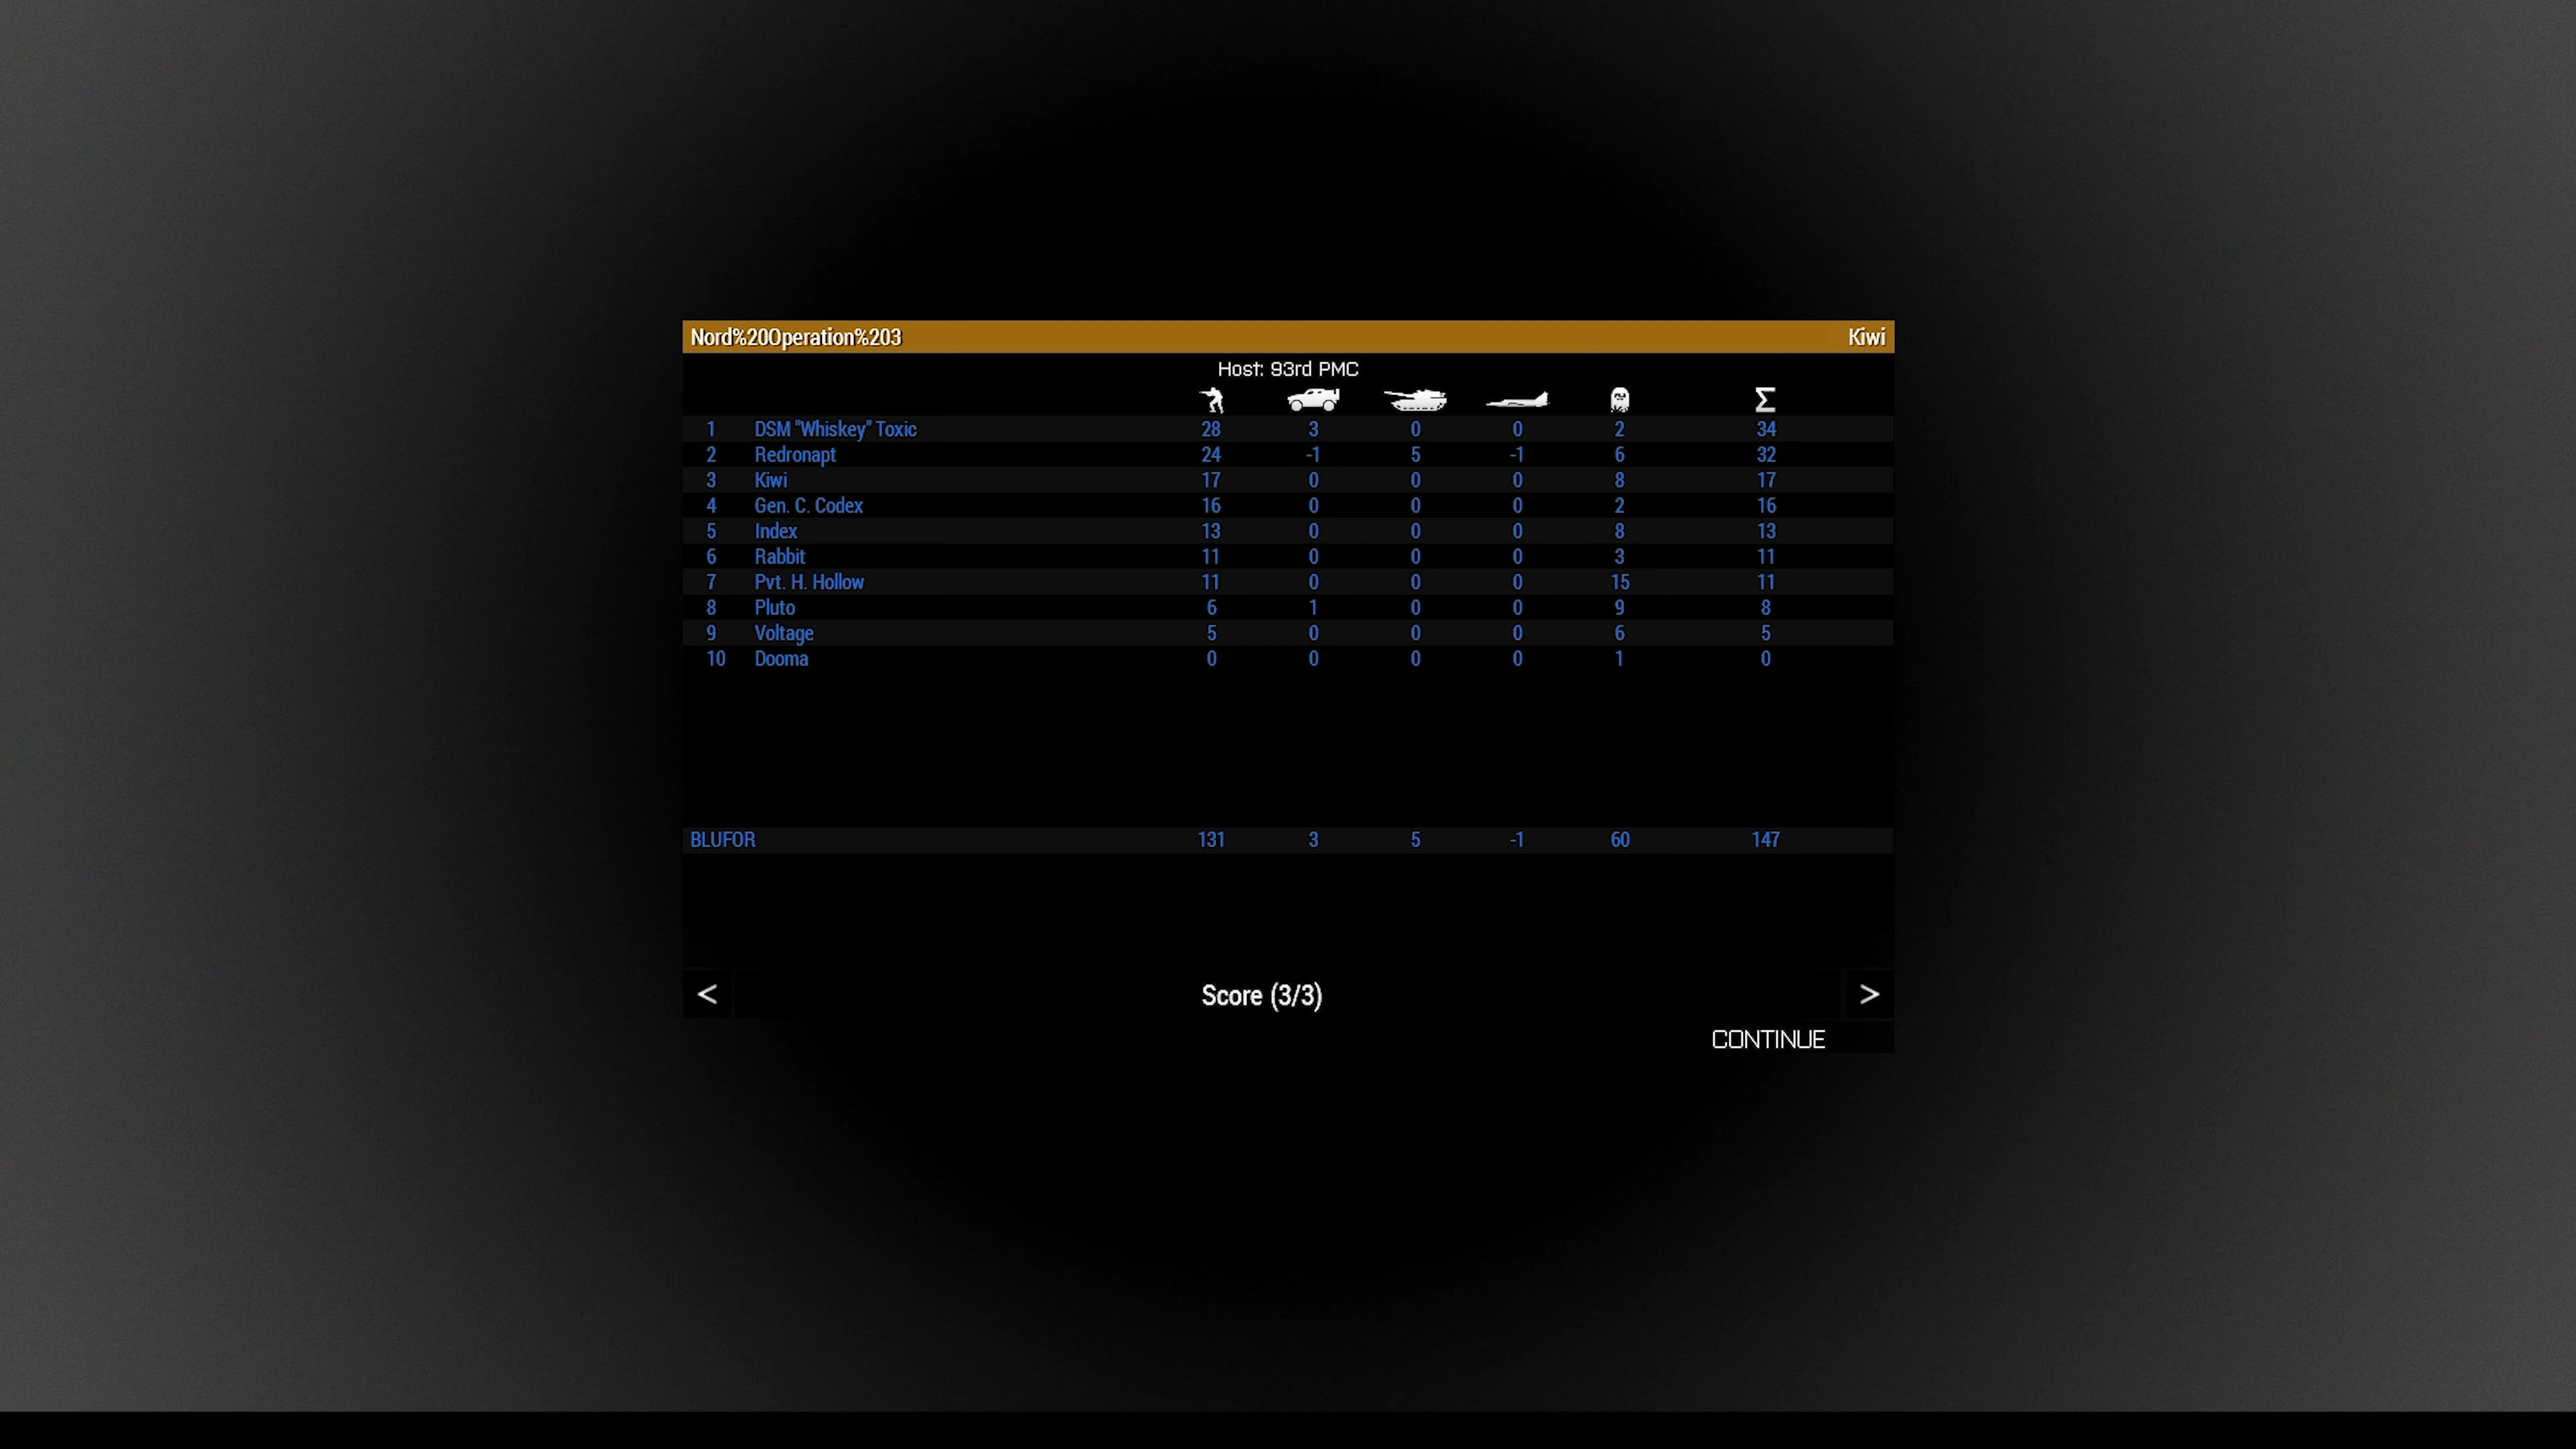 Nord%20Operation%203 Kiwi
Host: 93rd PMC
Σ
1 DSM "Whiskey" Toxic 28 3 0 0 2 34
2 Redronapt 24 -1 5 -1 6 32
3 Kiwi 17 0 0 0 8 17
4 Gen. C. Codex 16 0 0 0 2 16
5 Index 13 0 0 0 8 13
6 Rabbit 11 0 0 0 3 11
7 Pvt. H. Hollow 11 0 0 0 15 11
8 Pluto 6 1 0 0 9 8
9 Voltage 5 0 0 0 6 5
10 Dooma 0 0 0 0 1 0
BLUFOR 131 3 5 -1 60 147
< Score (3/3) >
CONTINUE